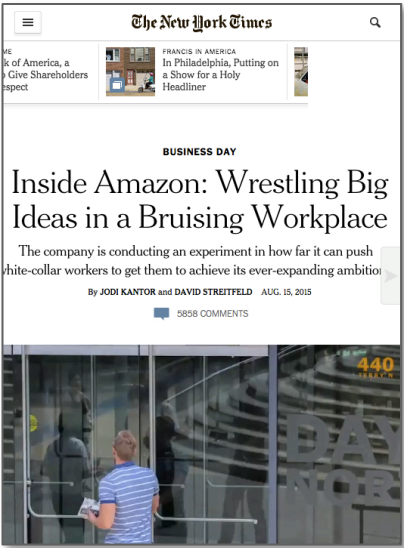 The New York Times
ME
k of America, a
Give Shareholders
espect
FRANCIS IN AMERICA
In Philadelphia, Putting on
a Show for a Holy
Headliner
BUSINESS DAY
Inside Amazon: Wrestling Big
Ideas in a Bruising Workplace
The company is conducting an experiment in how far it can push
white-collar workers to get them to achieve its ever-expanding ambition
By JODI KANTOR and DAVID STREITFELD AUG. 15, 2015
5858 COMMENTS
440
DAY
NOR